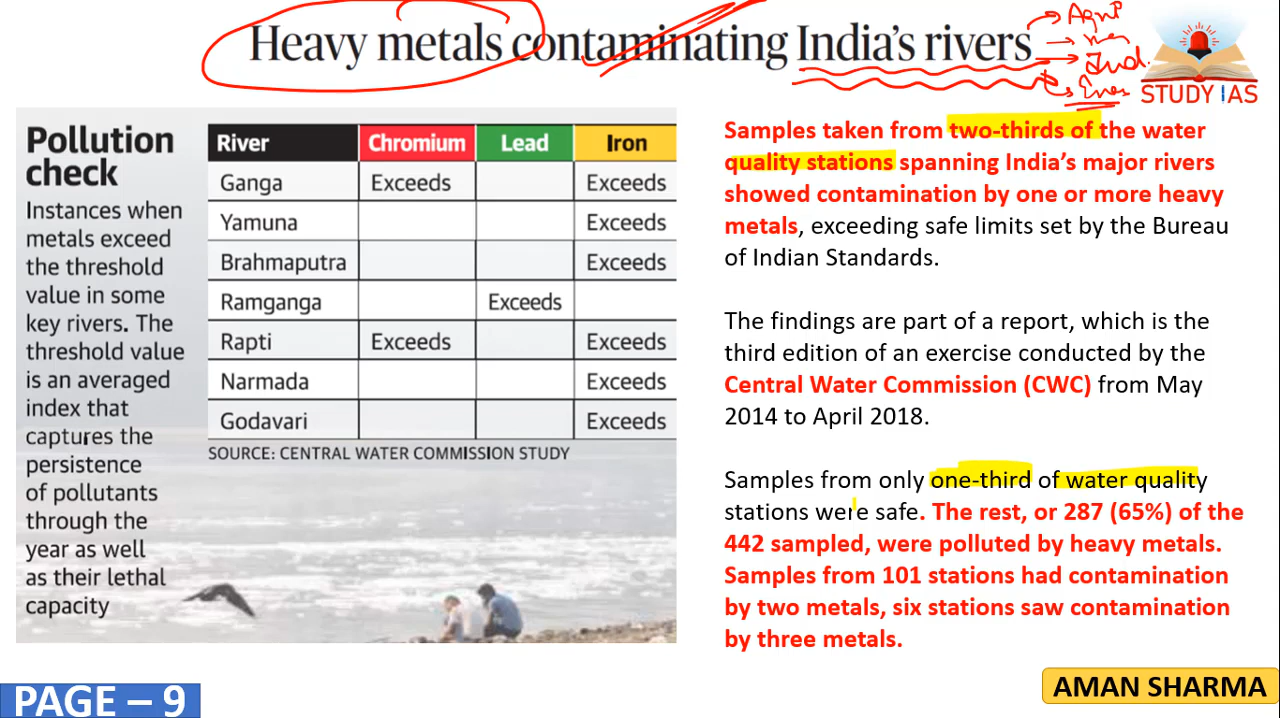 Heavy metals contaminating India's rivers
Ind.
STUDY IAS
Pollution
check
Instances when
metals exceed
the threshold
value in some
key rivers. The
threshold value
is an averaged
index that
captures the
persistence
of pollutants
through the
year as well
as their lethal
capacity
River Chromium Lead Iron
Ganga Exceeds Exceeds
Yamuna Exceeds
Brahmaputra Exceeds
Ramganga Exceeds
Rapti Exceeds Exceeds
Narmada Exceeds
Godavari Exceeds
SOURCE: CENTRAL WATER COMMISSION STUDY
Samples taken from two-thirds of the water
quality stations spanning India's major rivers
showed contamination by one or more heavy
metals, exceeding safe limits set by the Bureau
of Indian Standards.
The findings are part of a report, which is the
third edition of an exercise conducted by the
Central Water Commission (CWC) from May
2014 to April 2018.
Samples from only one-third of water quality
stations were safe. The rest, or 287 (65%) of the
442 sampled, were polluted by heavy metals.
Samples from 101 stations had contamination
by two metals, six stations saw contamination
by three metals.
PAGE – 9
AMAN SHARMA